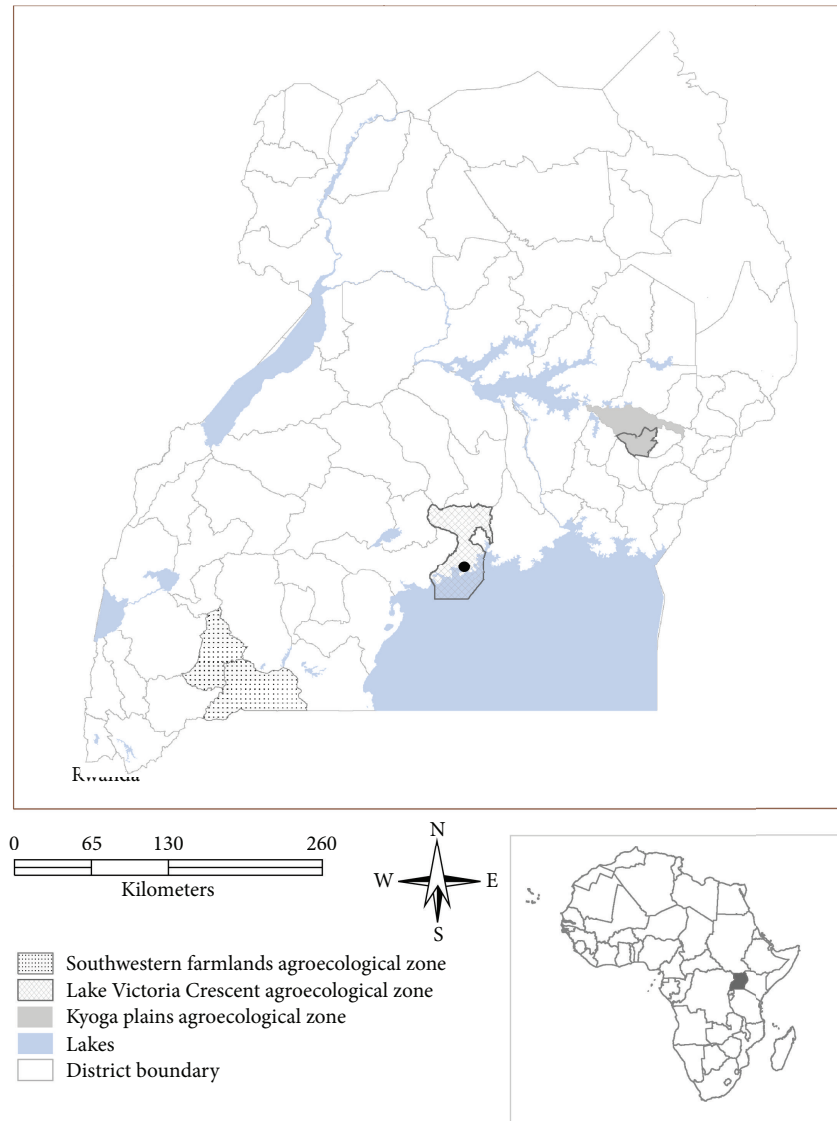 Rwanda
0 65 130 260
Kilometers
N
W E
S
Southwestern farmlands agroecological zone
Lake Victoria Crescent agroecological zone
Kyoga plains agroecological zone
Lakes
District boundary